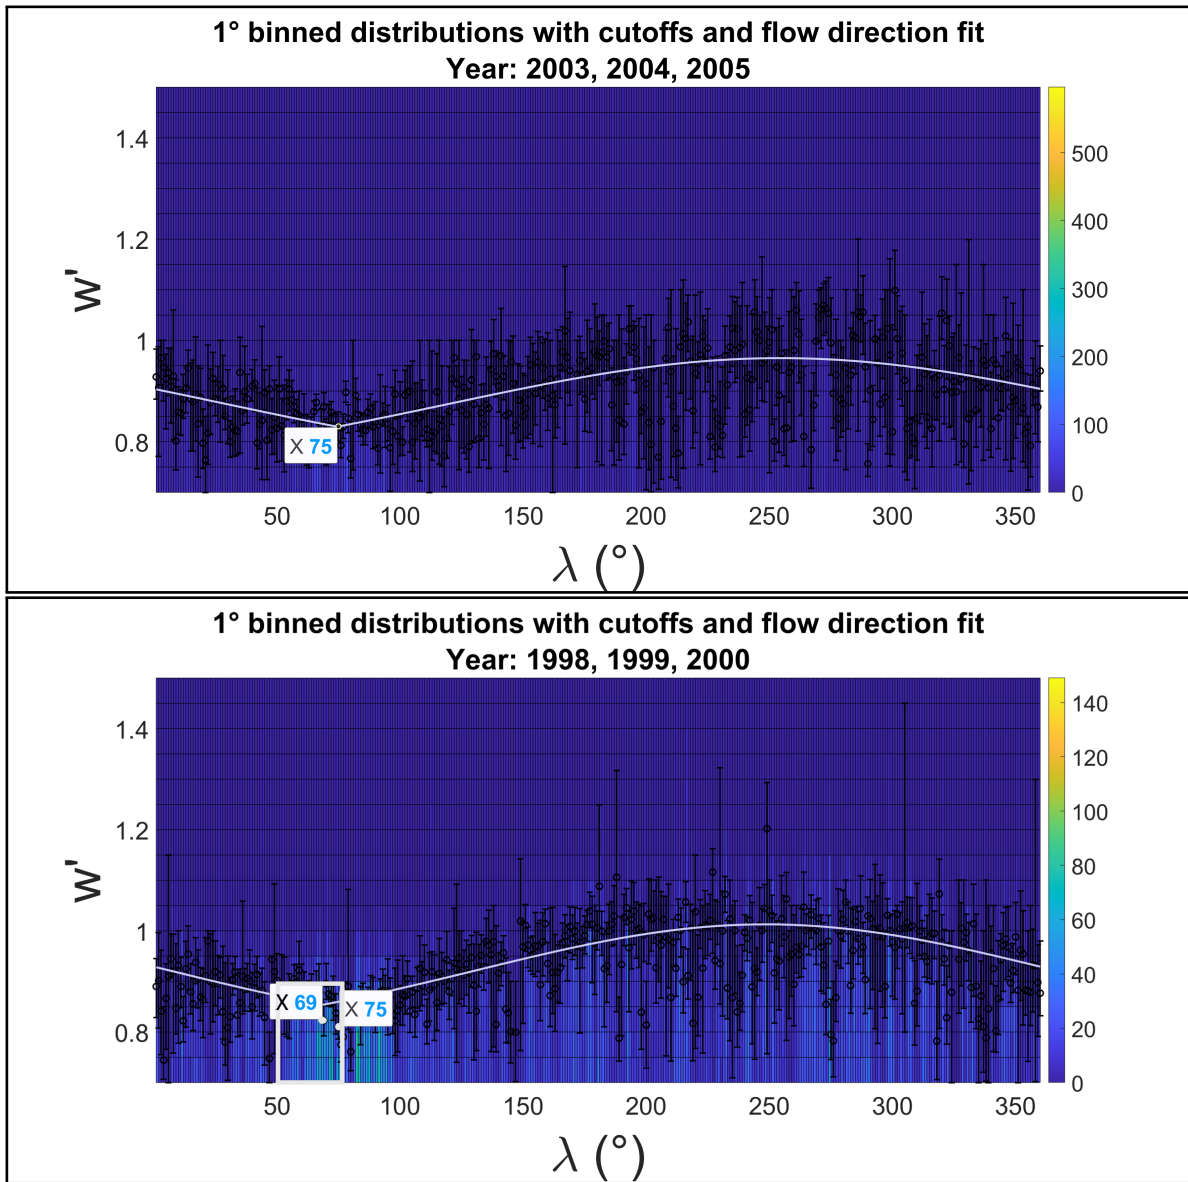 1° binned distributions with cutoffs and flow direction fit
Year: 2003, 2004, 2005
1.4
1.2
1
0.8
w'
X 75
50 100 150 200 250 300 350
λ (°)
500
400
300
200
100
0
1° binned distributions with cutoffs and flow direction fit
Year: 1998, 1999, 2000
1.4
1.2
1
0.8
w'
X 69
X 75
50 100 150 200 250 300 350
λ (°)
140
120
100
80
60
40
20
0